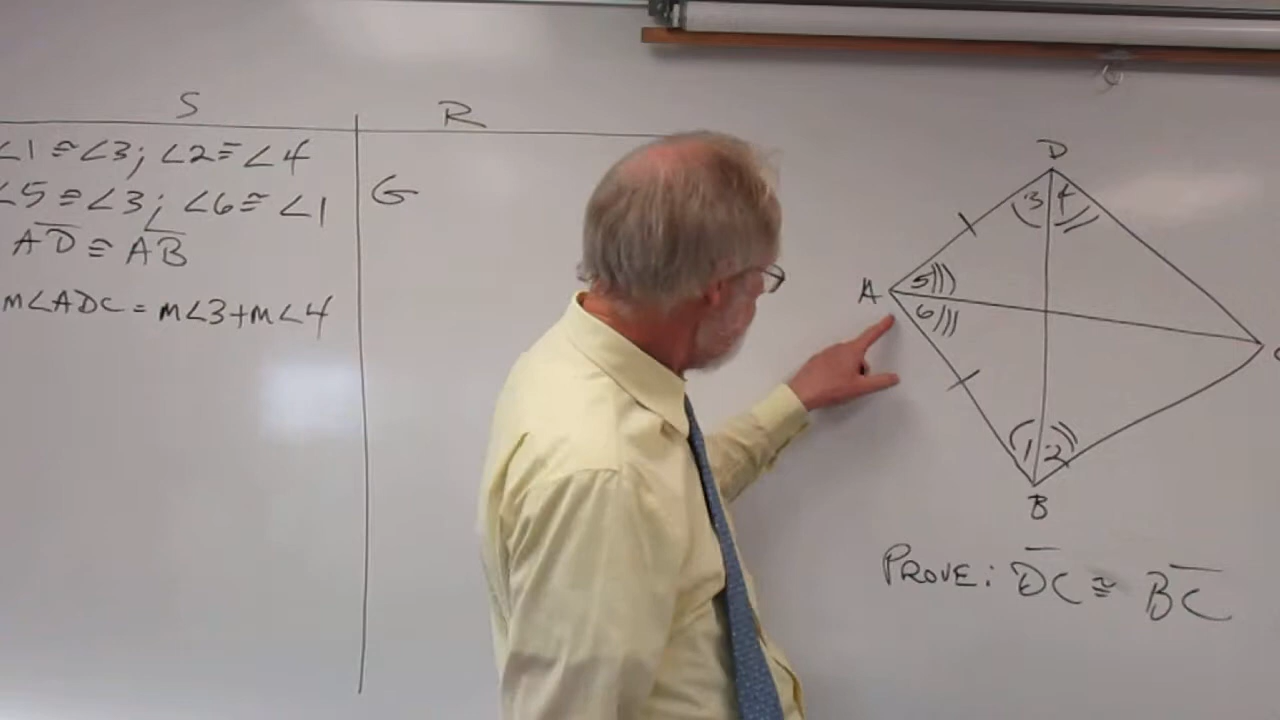 S R
∠1 ≅ ∠3; ∠2 ≅ ∠4
∠5 ≅ ∠3; ∠6 ≅ ∠1
G
AD ≅ AB
m∠ADC = m∠3+m∠4
D
3 4
A
5
6
1 2
B
PROVE: DC ≅ BC